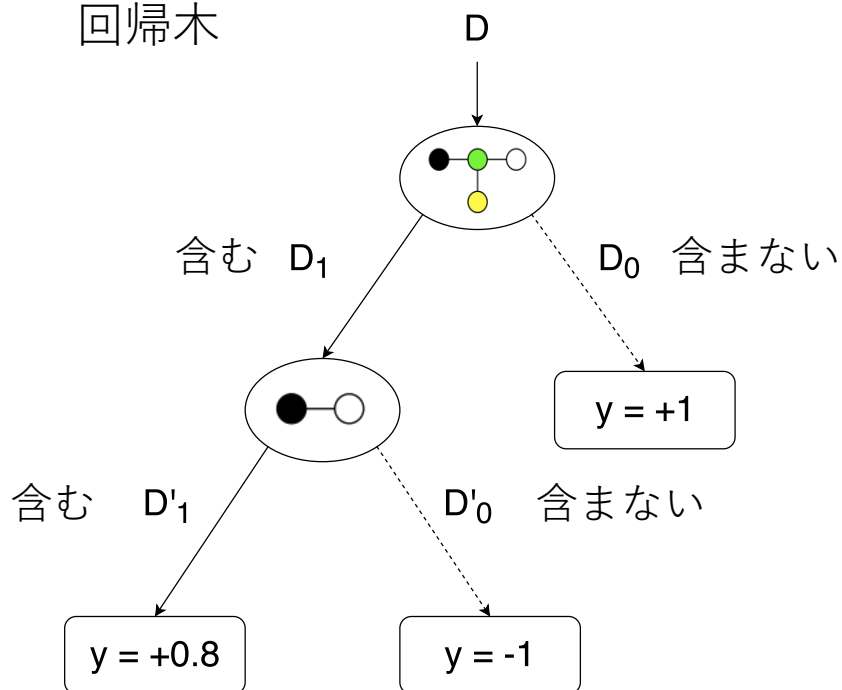 回帰木
D
含む D₁
D₀ 含まない
y = +1
含む D'₁
D'₀ 含まない
y = +0.8
y = -1